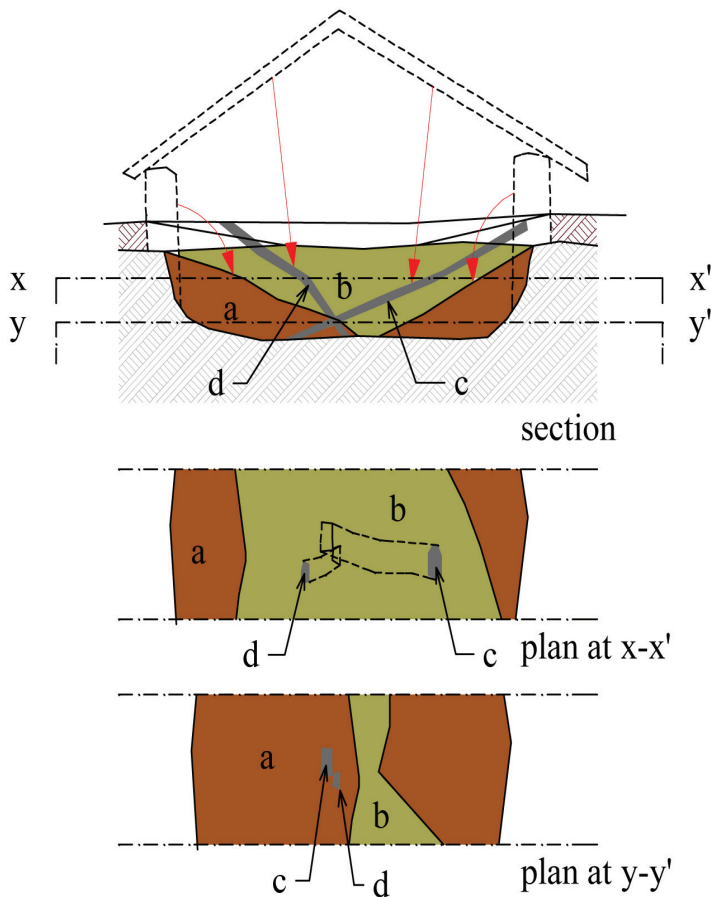 x x'
a b
y y'
d c
section
b
a
d c
plan at x-x'
a
b
c d
plan at y-y'